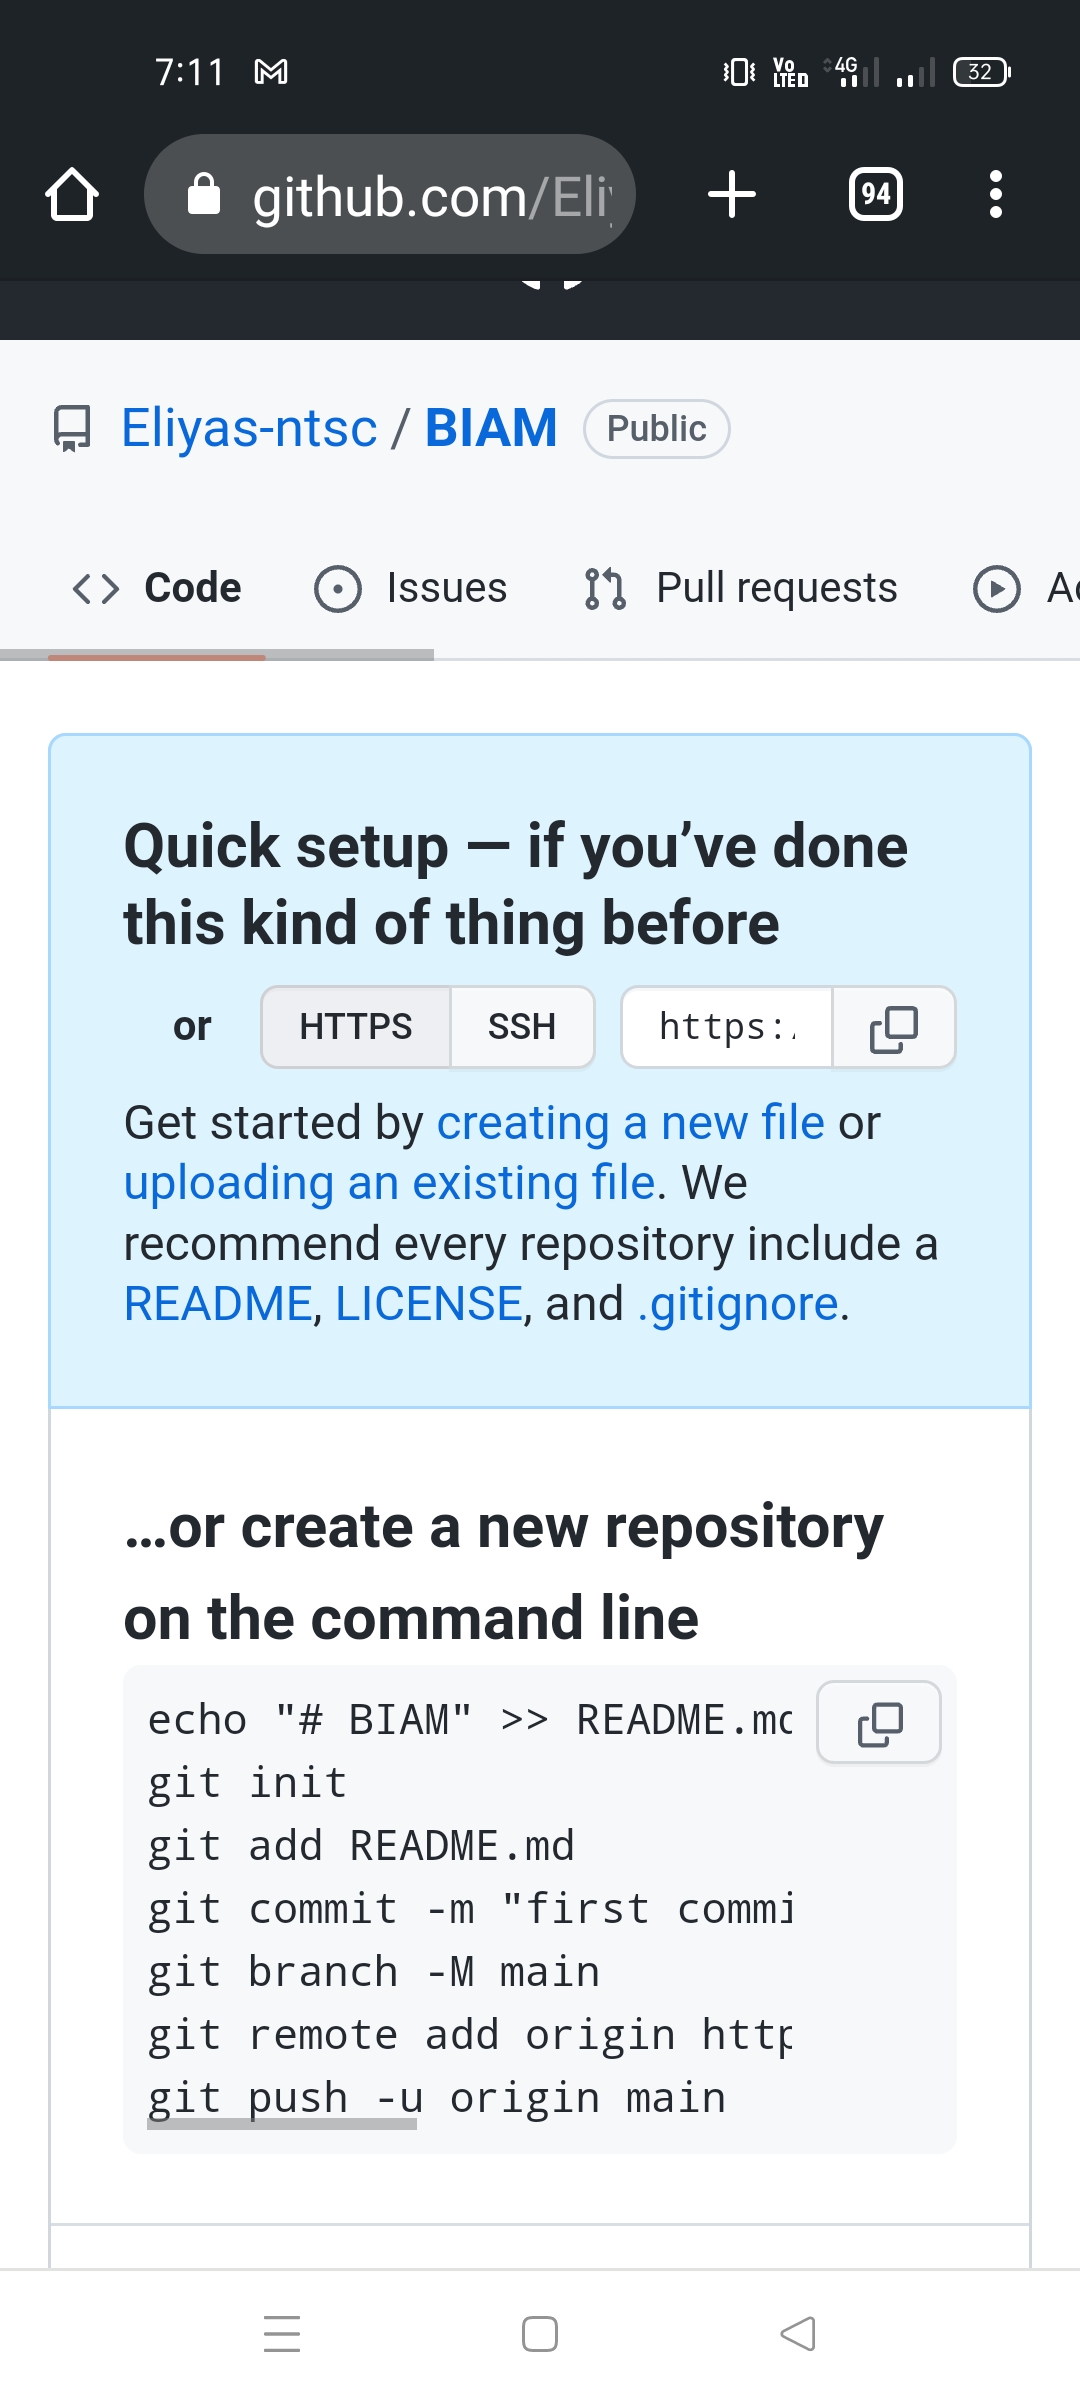 7:11
Vo LTE D
4G
32
github.com/Eli
94
Eliyas-ntsc / BIAM Public
Code Issues Pull requests
Quick setup — if you’ve done
this kind of thing before
or HTTPS SSH https:/
Get started by creating a new file or
uploading an existing file. We
recommend every repository include a
README, LICENSE, and .gitignore.
...or create a new repository
on the command line
echo "# BIAM" >> README.md
git init
git add README.md
git commit -m "first commi
git branch -M main
git remote add origin http
git push -u origin main